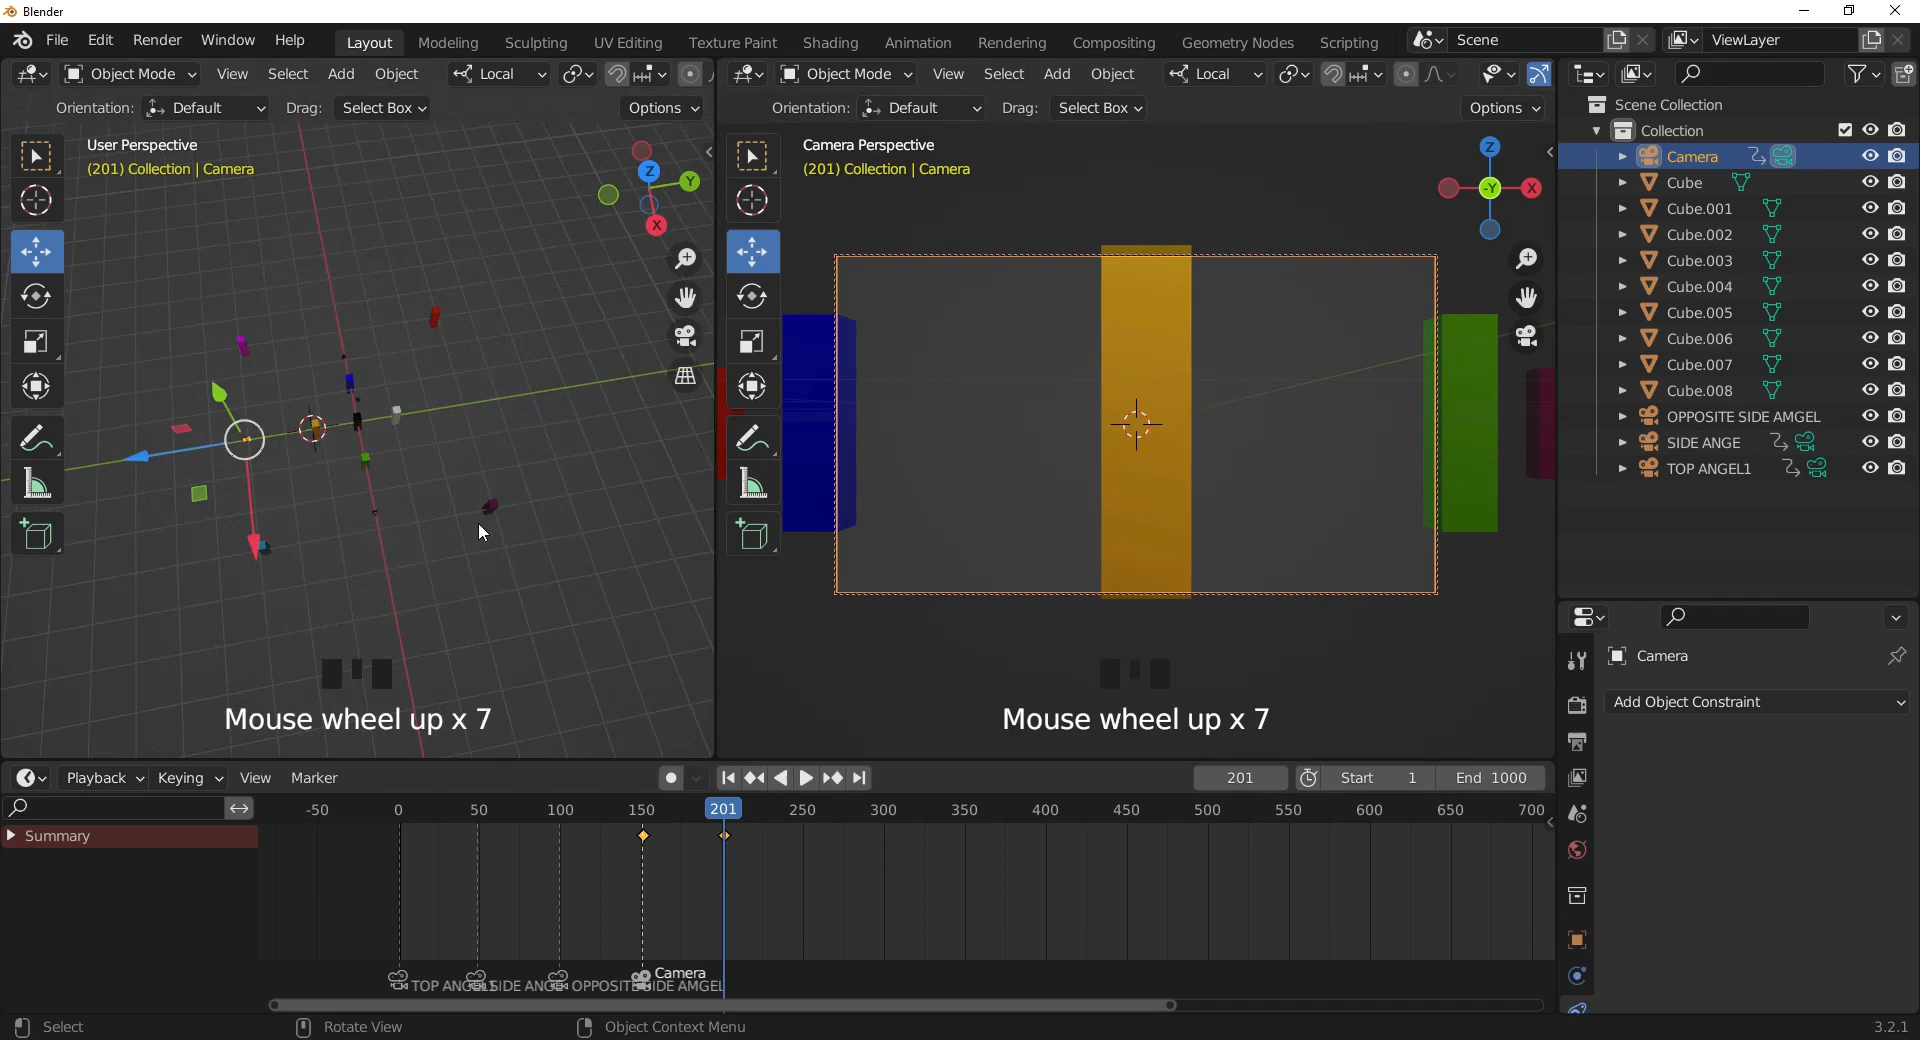 Blender
File Edit Render Window Help Layout Modeling Sculpting UV Editing Texture Paint Shading Animation Rendering Compositing Geometry Nodes Scripting Scene ViewLayer
Object Mode View Select Add Object Local
Orientation: Default Drag: Select Box Options
User Perspective
(201) Collection | Camera
Z
Y
X
Mouse wheel up x 7
Object Mode View Select Add Object Local
Orientation: Default Drag: Select Box Options
Camera Perspective
(201) Collection | Camera
Z
-Y
X
Mouse wheel up x 7
Scene Collection
Collection
Camera
Cube
Cube.001
Cube.002
Cube.003
Cube.004
Cube.005
Cube.006
Cube.007
Cube.008
OPPOSITE SIDE AMGEL
SIDE ANGE
TOP ANGEL1
Camera
Add Object Constraint
Playback Keying View Marker 201 Start 1 End 1000
-50 0 50 100 150 201 250 300 350 400 450 500 550 600 650 700
Summary
Camera
TOP ANGEL1 SIDE ANGE OPPOSITE SIDE AMGEL
Select Rotate View Object Context Menu 3.2.1